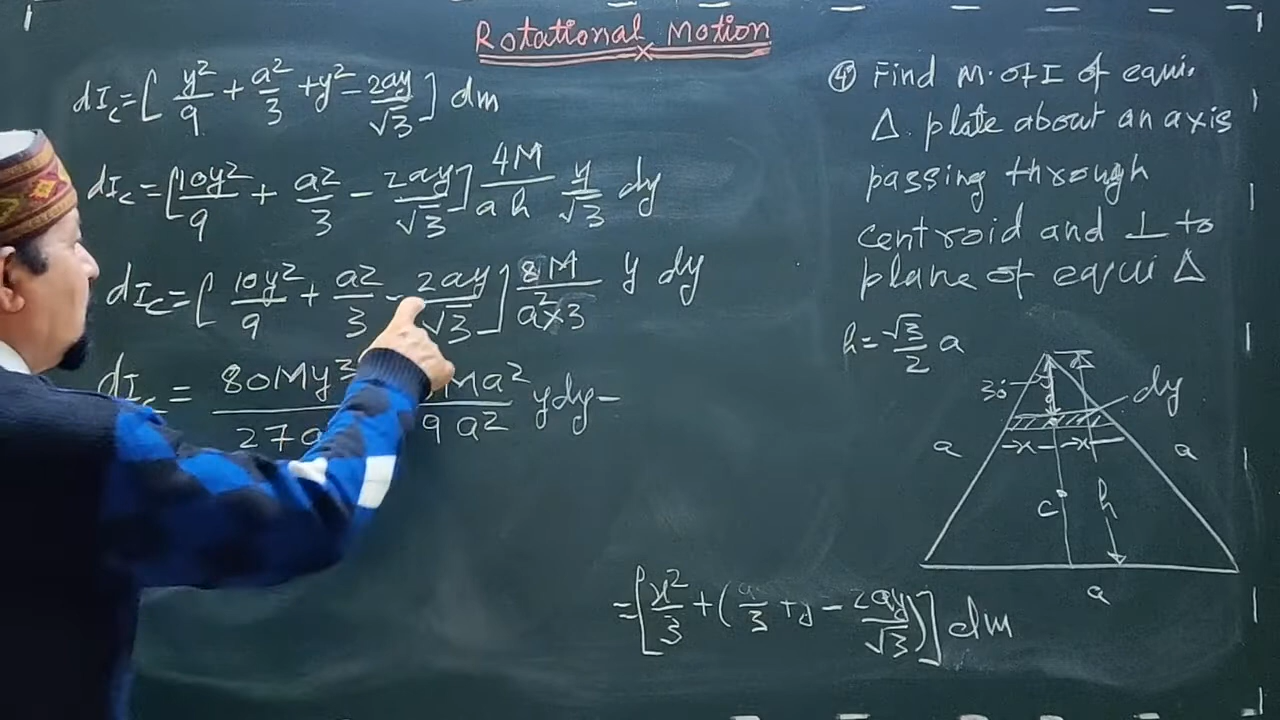 Rotational Motion
dI_c = [y²/9 + a²/3 + y² - 2ay/√3] dm
dI_c = [10y²/9 + a²/3 - 2ay/√3] 4M/ah y/√3 dy
dI_c = [10y²/9 + a²/3 - 2ay/√3] 8M/a²×3 y dy
dI_c = 80My³/27a Ma²/9a² y dy -
④ Find M. of I of equi.
Δ. plate about an axis
passing through
centroid and ⊥ to
plane of equi Δ
h = √3/2 a
30
dy
x x
a a
c h
a
= [x²/3 + (a²/3 + y - 2ay/√3)] dm